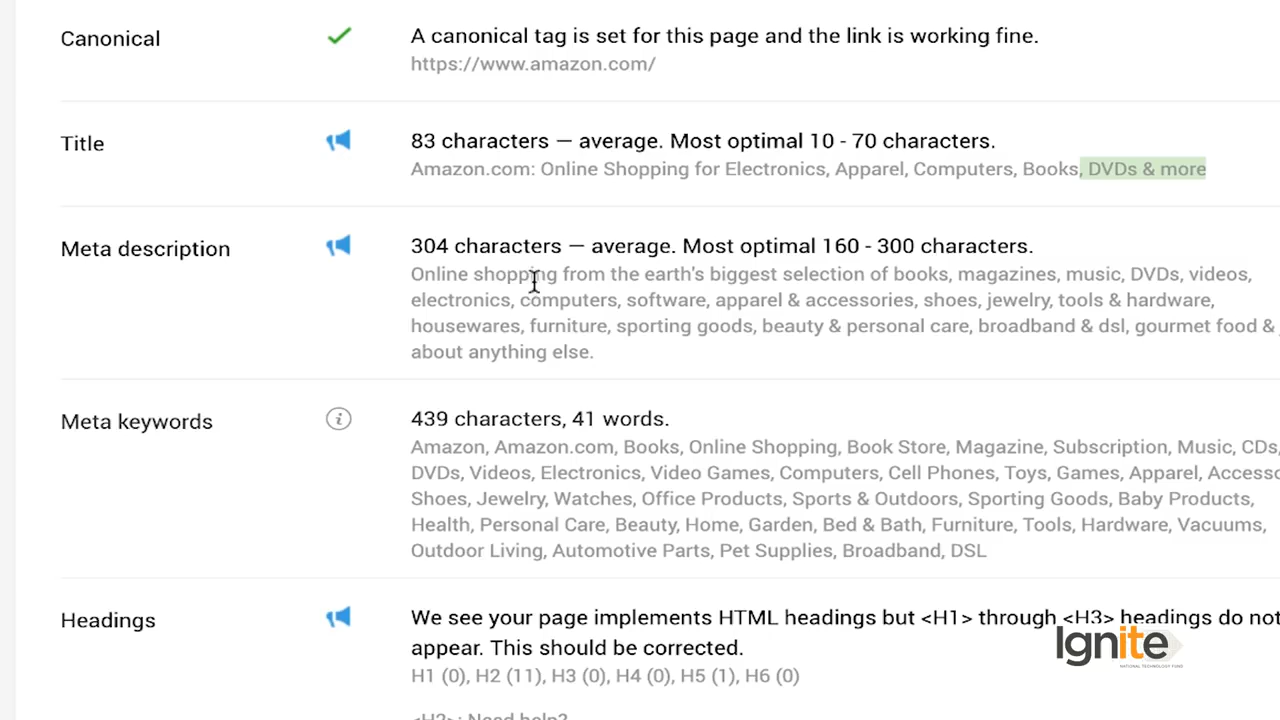 Canonical
A canonical tag is set for this page and the link is working fine.
https://www.amazon.com/
Title
83 characters — average. Most optimal 10 - 70 characters.
Amazon.com: Online Shopping for Electronics, Apparel, Computers, Books, DVDs & more
Meta description
304 characters — average. Most optimal 160 - 300 characters.
Online shopping from the earth's biggest selection of books, magazines, music, DVDs, videos,
electronics, computers, software, apparel & accessories, shoes, jewelry, tools & hardware,
housewares, furniture, sporting goods, beauty & personal care, broadband & dsl, gourmet food &
about anything else.
Meta keywords
439 characters, 41 words.
Amazon, Amazon.com, Books, Online Shopping, Book Store, Magazine, Subscription, Music, CDs,
DVDs, Videos, Electronics, Video Games, Computers, Cell Phones, Toys, Games, Apparel,
Shoes, Jewelry, Watches, Office Products, Sports & Outdoors, Sporting Goods, Baby Products,
Health, Personal Care, Beauty, Home, Garden, Bed & Bath, Furniture, Tools, Hardware, Vacuums,
Outdoor Living, Automotive Parts, Pet Supplies, Broadband, DSL
Headings
We see your page implements HTML headings but <H1> through <H3> headings do not
appear. This should be corrected.
H1 (0), H2 (11), H3 (0), H4 (0), H5 (1), H6 (0)
<H2>: Need help?
Ignite
NATIONAL TECHNOLOGY FUND